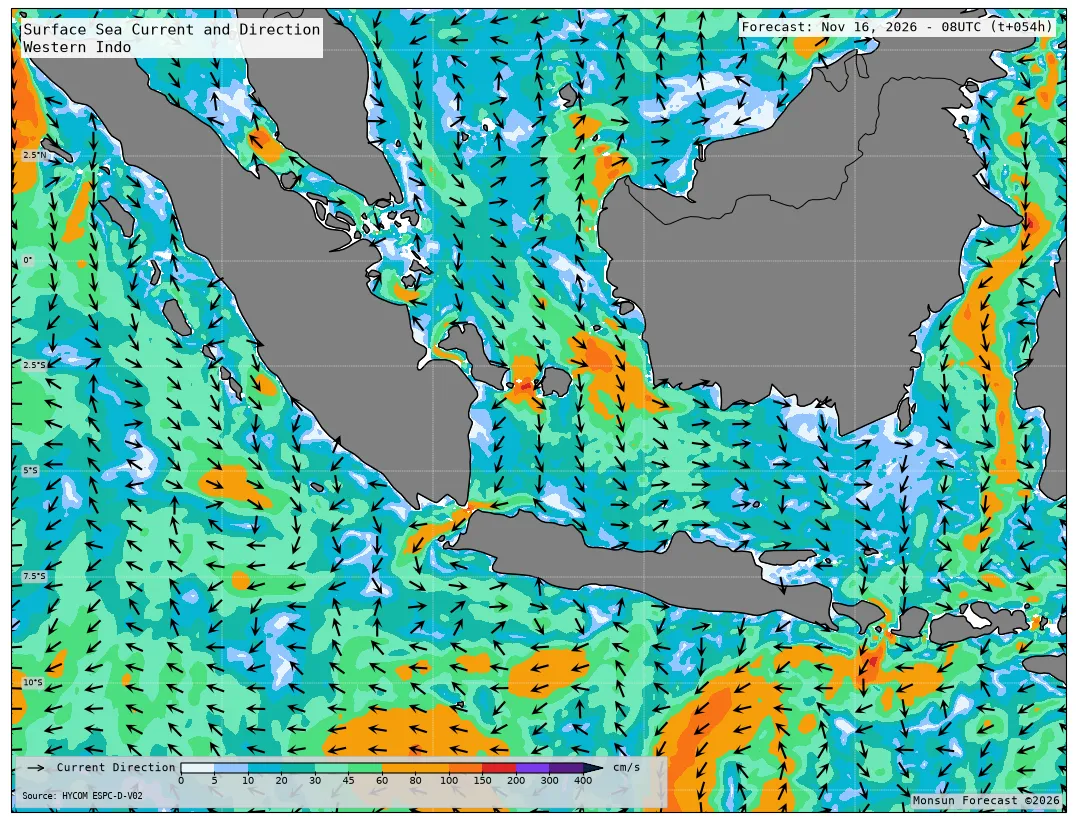 Surface Sea Current and Direction
Western Indo
Forecast: Nov 16, 2026 - 08UTC (t+054h)
2.5°N
0°
2.5°S
5°S
7.5°S
10°S
Current Direction
0 5 10 20 30 45 60 80 100 150 200 300 400 cm/s
Source: HYCOM ESPC-D-V02
Monsun Forecast ©2026